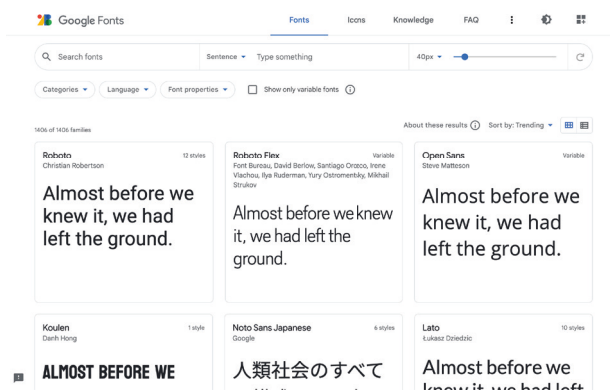 Google Fonts
Fonts
Icons
Knowledge
FAQ
Search fonts
Sentence
Type something
40px
Categories
Language
Font properties
Show only variable fonts
1406 of 1406 families
About these results
Sort by: Trending
Roboto
12 styles
Christian Robertson
Almost before we
knew it, we had
left the ground.
Roboto Flex
Variable
Font Bureau, David Berlow, Santiago Orozco, Irene
Vlachou, Ilya Ruderman, Yury Ostromentsky, Mikhail
Strukov
Almost before we knew
it, we had left the
ground.
Open Sans
Variable
Steve Matteson
Almost before we
knew it, we had
left the ground.
Koulen
1 style
Danh Hong
ALMOST BEFORE WE
Noto Sans Japanese
6 styles
Google
人類社会のすべて
Lato
10 styles
Łukasz Dziedzic
Almost before we
knew it, we had left